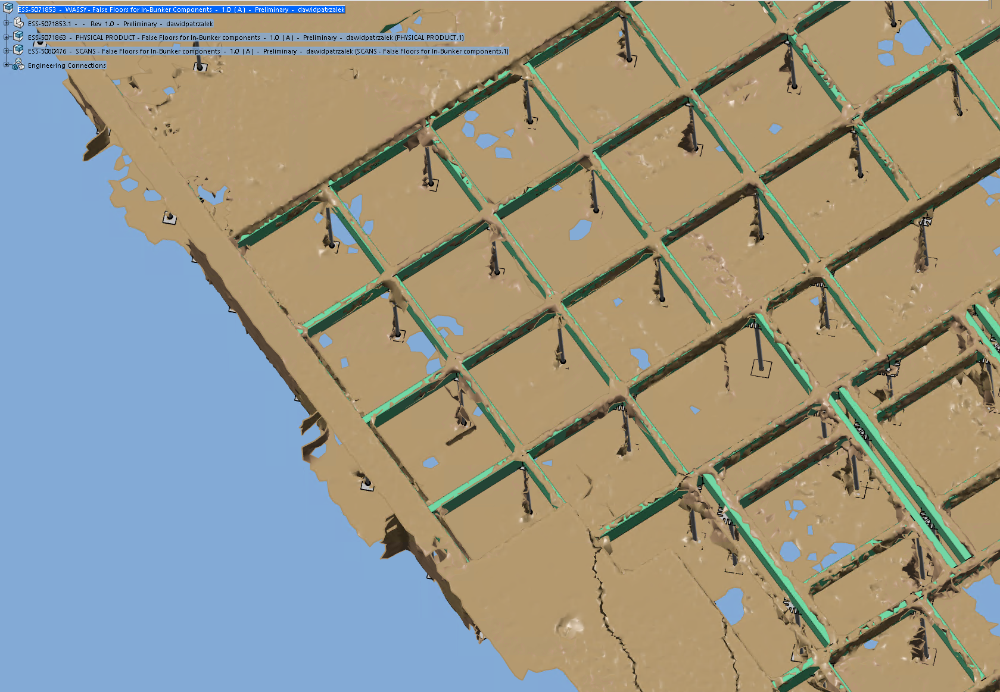 ESS-5071853 - WASSY - False Floors for In-Bunker Components - 1.0 (A) - Preliminary - dawidpatrzalek
ESS-5071853.1 - - Rev 1.0 - Preliminary - dawidpatrzalek
ESS-5071863 - PHYSICAL PRODUCT - False Floors for In-Bunker components - 1.0 (A) - Preliminary - dawidpatrzalek (PHYSICAL PRODUCT.1)
ESS-5080476 - SCANS - False Floors for In-Bunker components - 1.0 (A) - Preliminary - dawidpatrzalek (SCANS - False Floors for In-Bunker components.1)
Engineering Connections